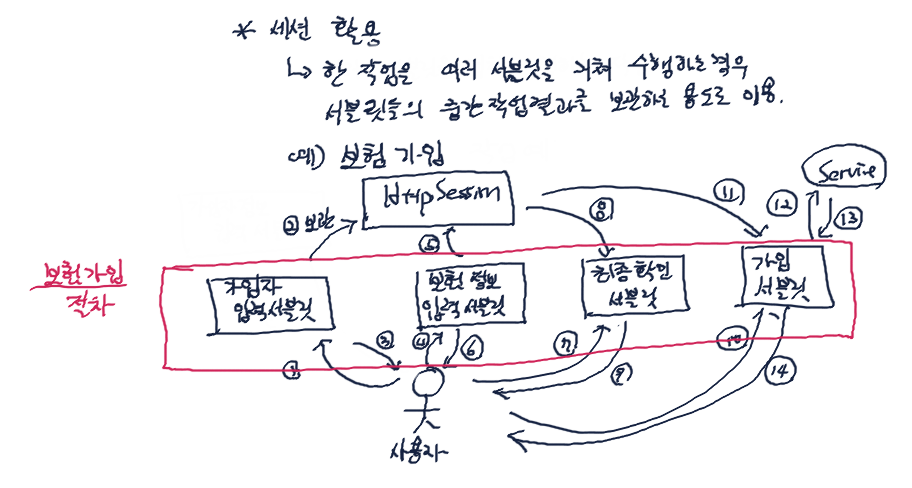 * 세션 활용
↳ 한 작업을 여러 서블릿을 거쳐 수행하는 경우
서블릿들의 중간 작업결과를 보관하는 용도로 이용.
예) 보험 가입
HttpSession
Service
② 보관
⑤
⑧
⑪
⑫
⑬
보험가입
절차
가입자
입력서블릿
보험 정보
입력 서블릿
최종 확인
서블릿
가입
서블릿
①
③
④
⑥
⑦
⑨
⑩
⑭
사용자